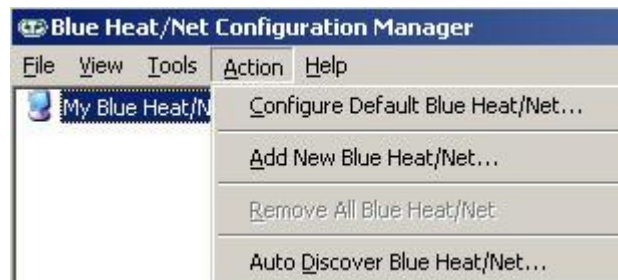 Blue Heat/Net Configuration Manager
File View Tools Action Help
My Blue Heat/N
Configure Default Blue Heat/Net...
Add New Blue Heat/Net...
Remove All Blue Heat/Net
Auto Discover Blue Heat/Net...